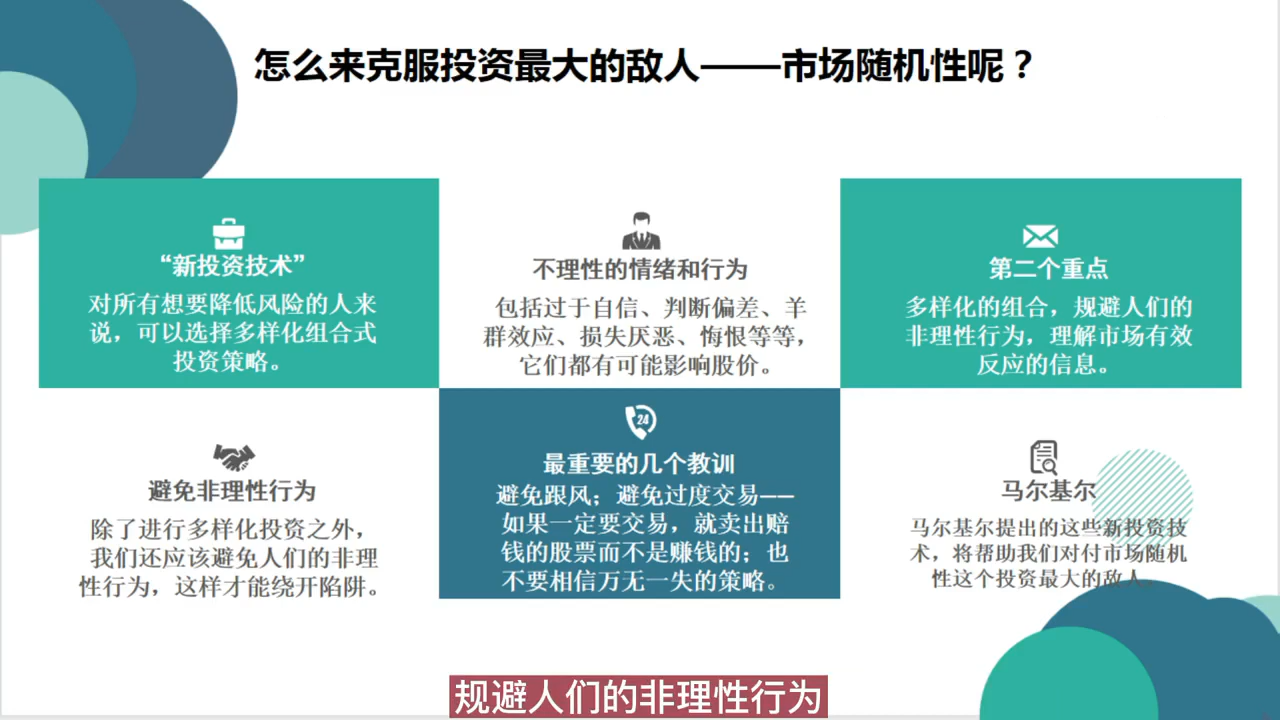 怎么来克服投资最大的敌人——市场随机性呢？
“新投资技术”
对所有想要降低风险的人来
说，可以选择多样化组合式
投资策略。
不理性的情绪和行为
包括过于自信、判断偏差、羊
群效应、损失厌恶、悔恨等等，
它们都有可能影响股价。
第二个重点
多样化的组合，规避人们的
非理性行为，理解市场有效
反应的信息。
避免非理性行为
除了进行多样化投资之外，
我们还应该避免人们的非理
性行为，这样才能绕开陷阱。
24
最重要的几个教训
避免跟风；避免过度交易——
如果一定要交易，就卖出赔
钱的股票而不是赚钱的；也
不要相信万无一失的策略。
马尔基尔
马尔基尔提出的这些新投资技
术，将帮助我们对付市场随机
性这个投资最大的敌人。
规避人们的非理性行为